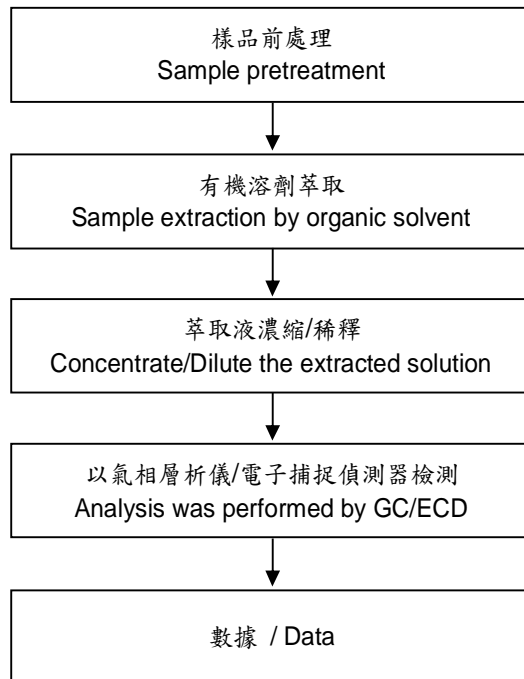 樣品前處理
Sample pretreatment
有機溶劑萃取
Sample extraction by organic solvent
萃取液濃縮/稀釋
Concentrate/Dilute the extracted solution
以氣相層析儀/電子捕捉偵測器檢測
Analysis was performed by GC/ECD
數據 / Data